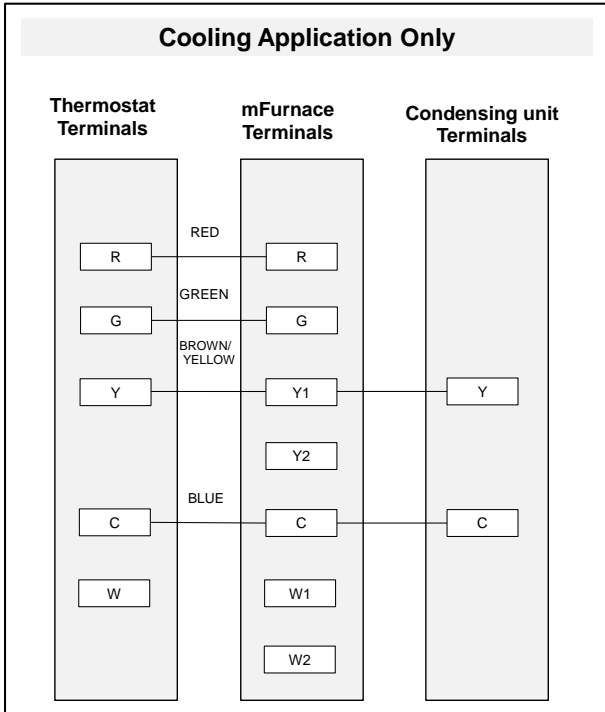 Cooling Application Only
Thermostat
Terminals
mFurnace
Terminals
Condensing unit
Terminals
RED
R
R
GREEN
G
G
BROWN/
YELLOW
Y
Y1
Y
Y2
BLUE
C
C
C
W
W1
W2